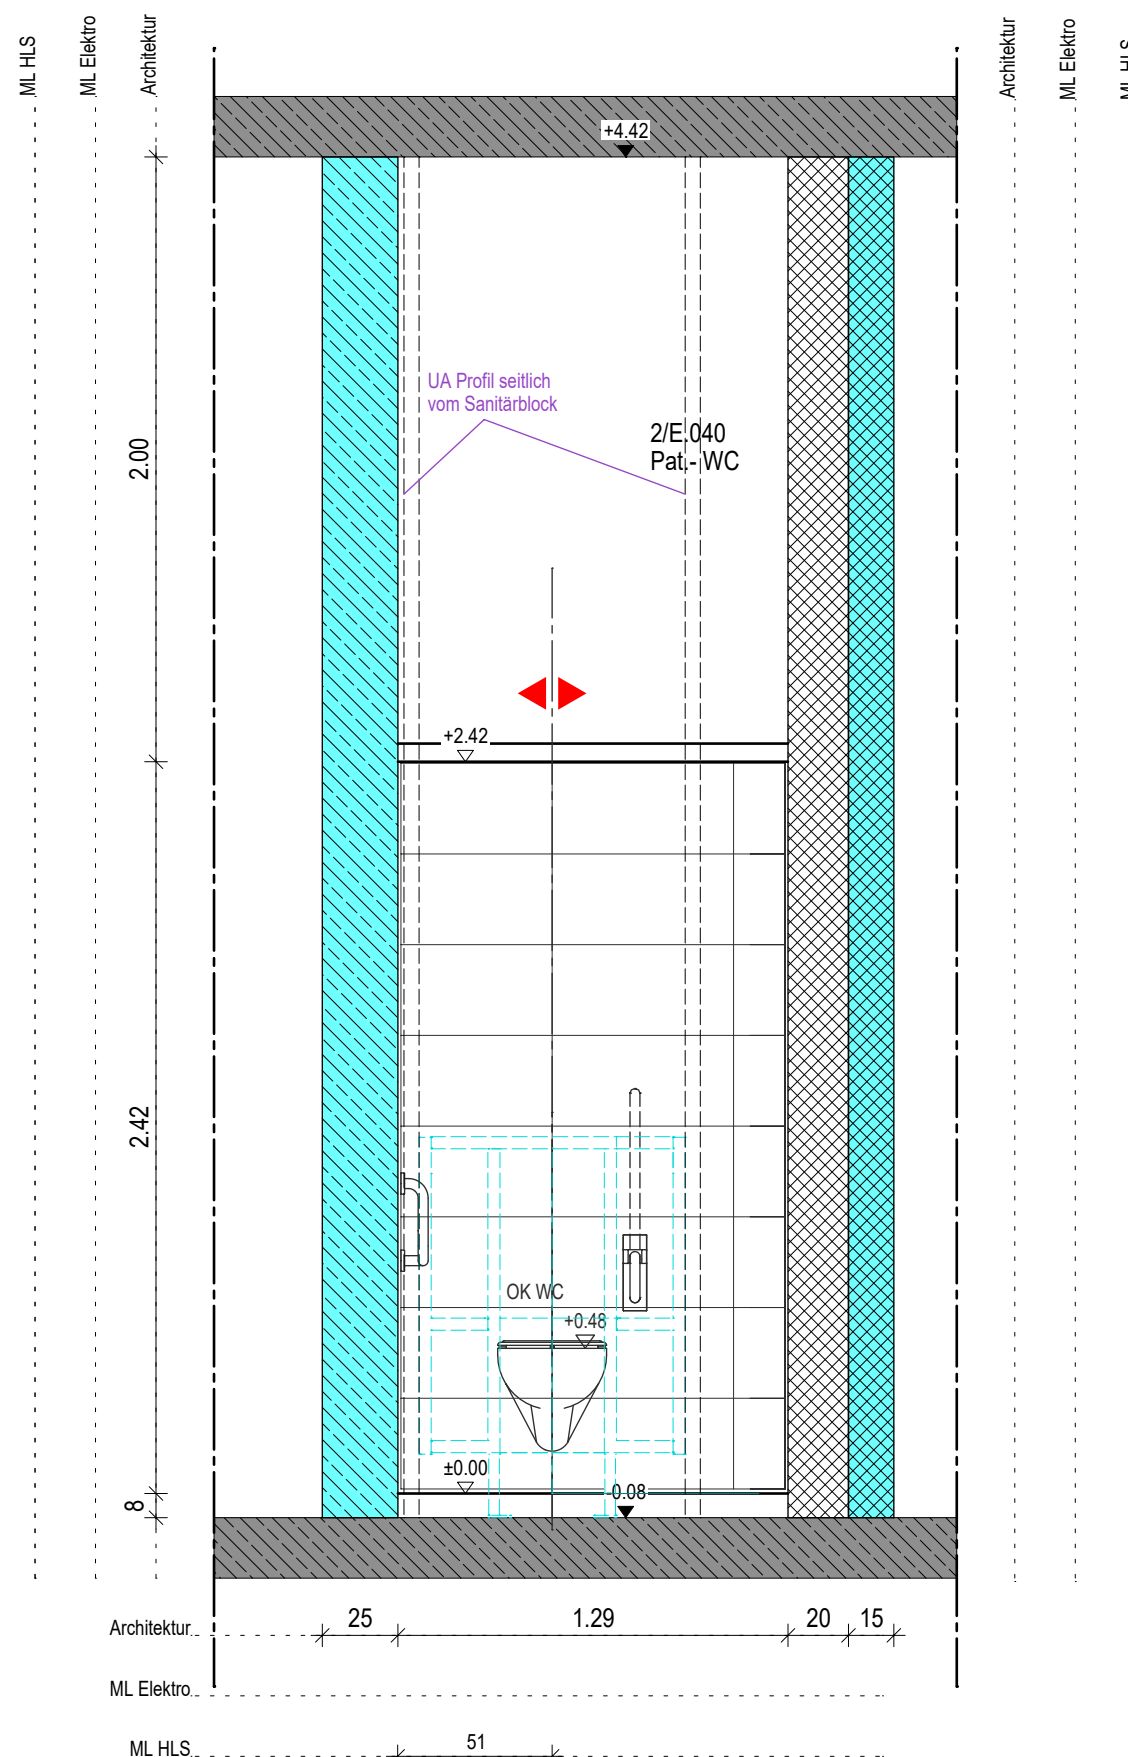 ML HLS
ML Elektro
Architektur
Architektur
ML Elektro
ML HLS
+4.42
UA Profil seitlich
vom Sanitärblock
2/E.040
Pat.- WC
2.00
+2.42
2.42
OK WC
+0.48
±0.00
-0.08
8
Architektur
25
1.29
20
15
ML Elektro
ML HLS
51